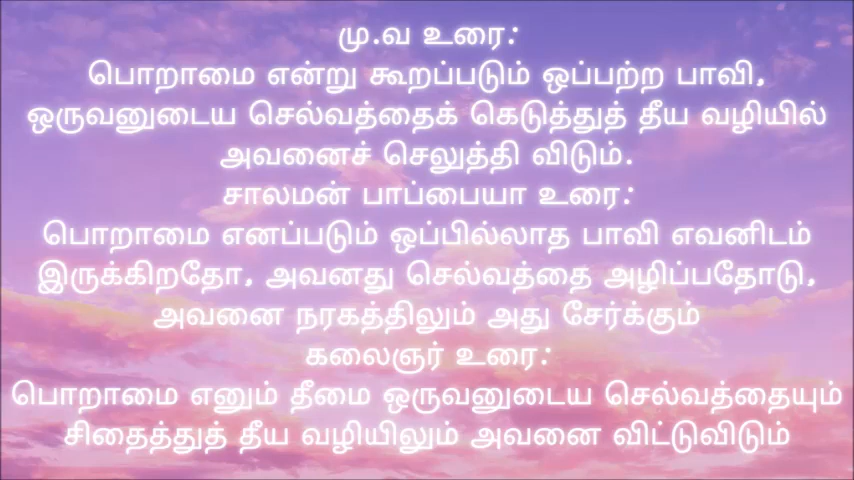 மு.வ உரை:
பொறாமை என்று கூறப்படும் ஒப்பற்ற பாவி,
ஒருவனுடைய செல்வத்தைக் கெடுத்துத் தீய வழியில்
அவனைச் செலுத்தி விடும்.
சாலமன் பாப்பையா உரை:
பொறாமை எனப்படும் ஒப்பில்லாத பாவி எவனிடம்
இருக்கிறதோ, அவனது செல்வத்தை அழிப்பதோடு,
அவனை நரகத்திலும் அது சேர்க்கும்
கலைஞர் உரை:
பொறாமை எனும் தீமை ஒருவனுடைய செல்வத்தையும்
சிதைத்துத் தீய வழியிலும் அவனை விட்டுவிடும்